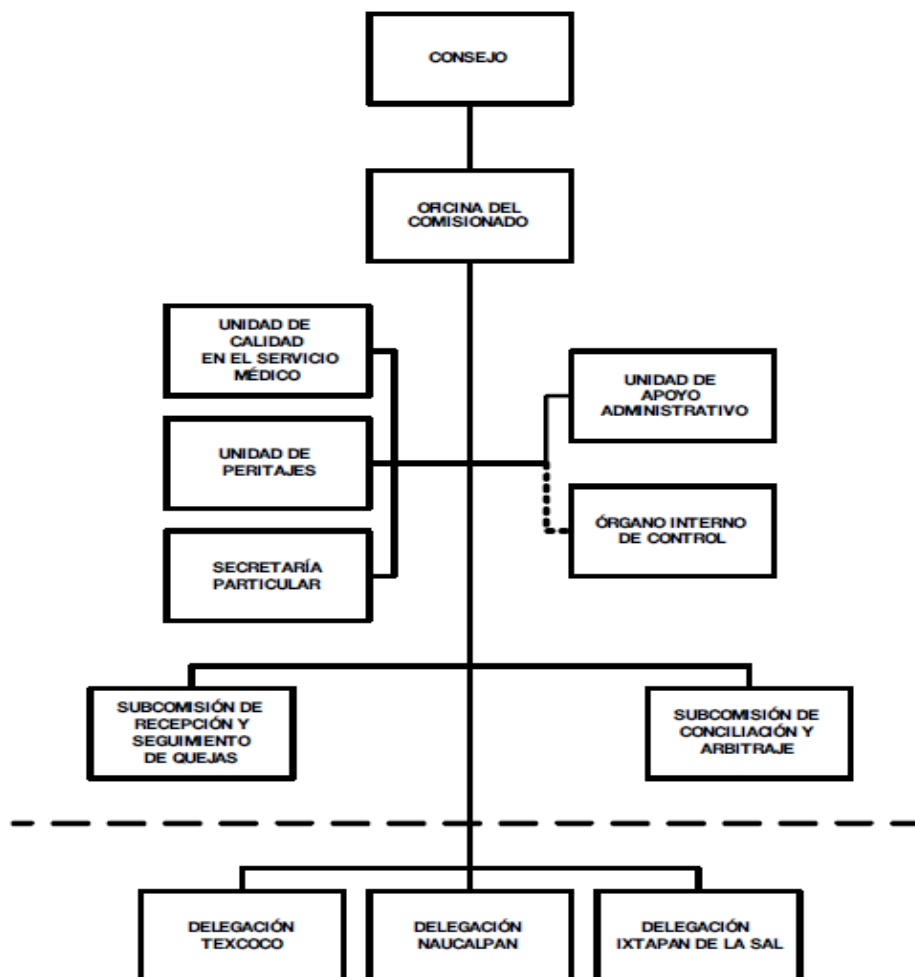 CONSEJO
OFICINA DEL
COMISIONADO
UNIDAD DE
CALIDAD
EN EL SERVICIO
MÉDICO
UNIDAD DE
APOYO
ADMINISTRATIVO
UNIDAD DE
PERITAJES
ÓRGANO INTERNO
DE CONTROL
SECRETARÍA
PARTICULAR
SUBCOMISIÓN DE
RECEPCIÓN Y
SEGUIMIENTO
DE QUEJAS
SUBCOMISIÓN DE
CONCILIACIÓN Y
ARBITRAJE
DELEGACIÓN
TEXCOCO
DELEGACIÓN
NAUCALPAN
DELEGACIÓN
IXTAPAN DE LA SAL